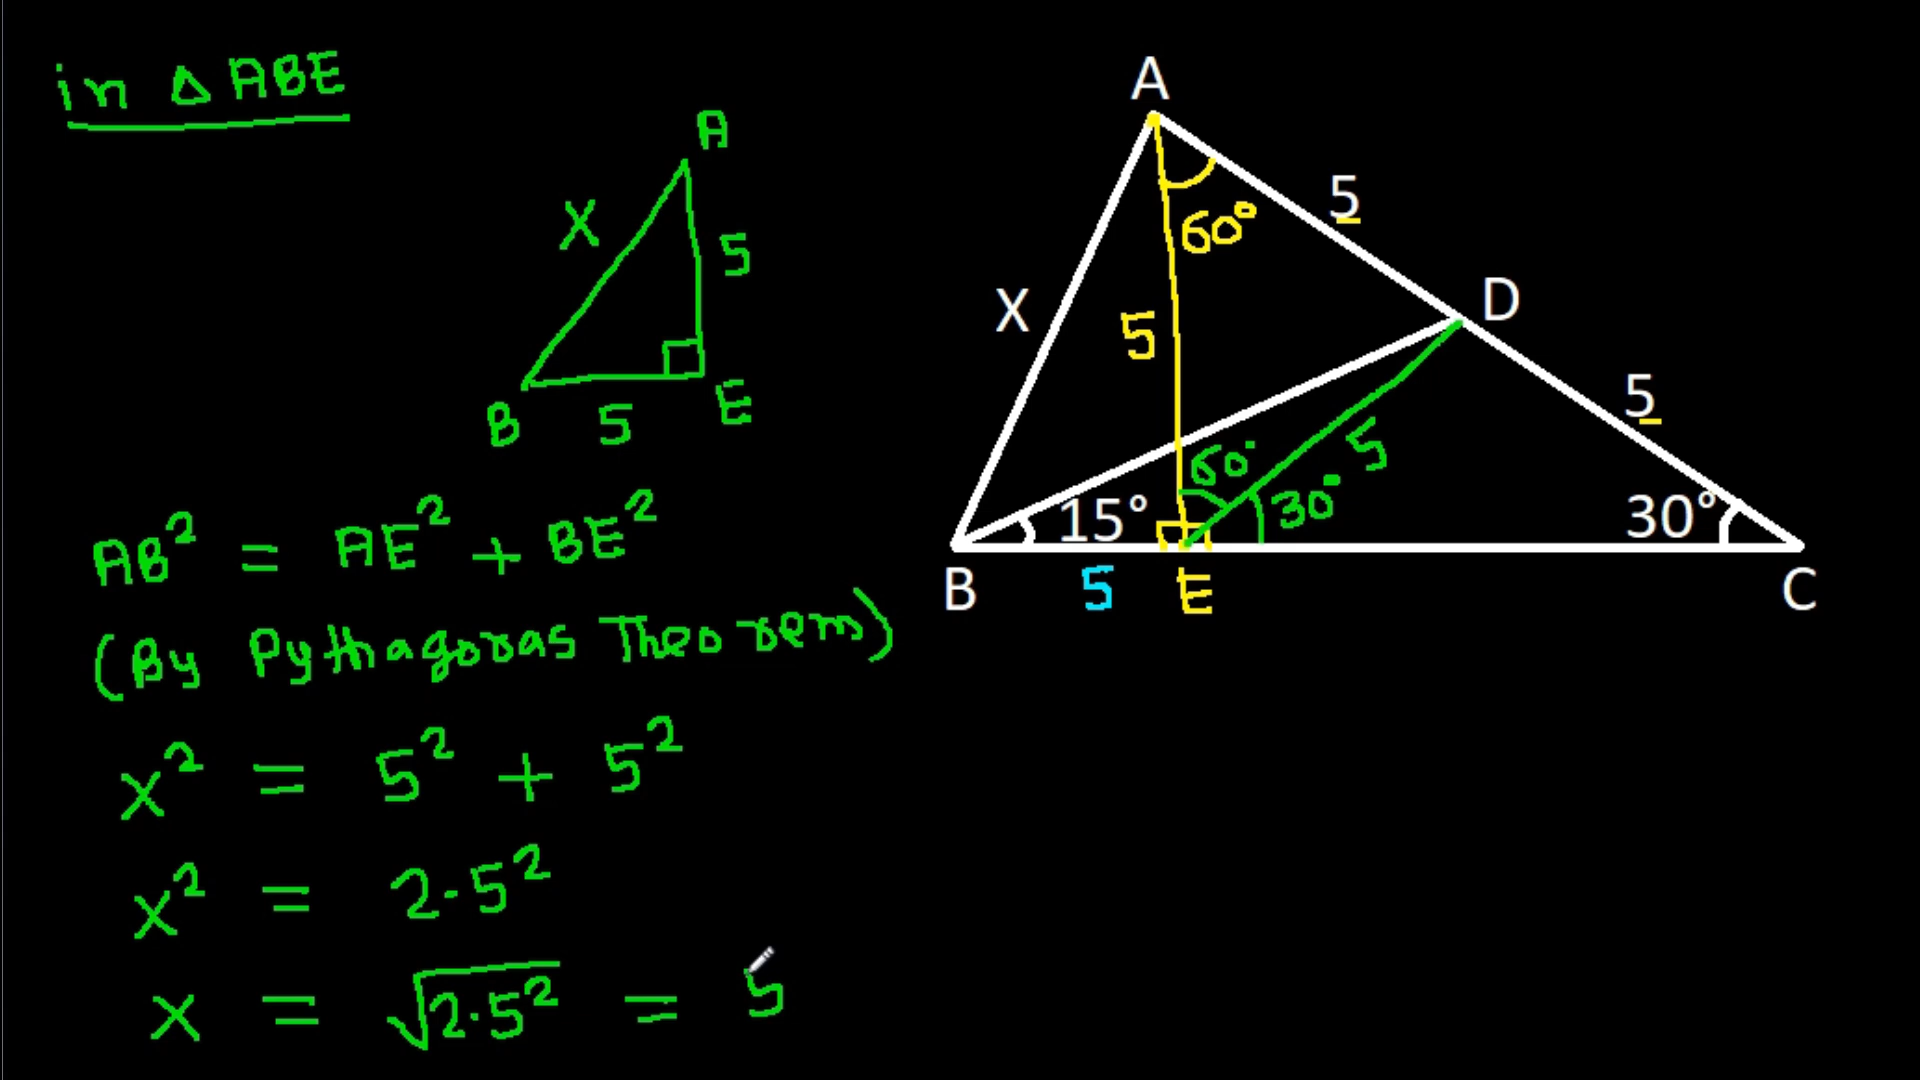 in △ ABE
A
X
5
B
5
E
AB² = AE² + BE²
(By Pythagoras Theorem)
x² = 5² + 5²
x² = 2·5²
x = √2·5² = 5
A
60°
5
X
5
D
5
60°
5
15°
30°
30°
B
5
E
C